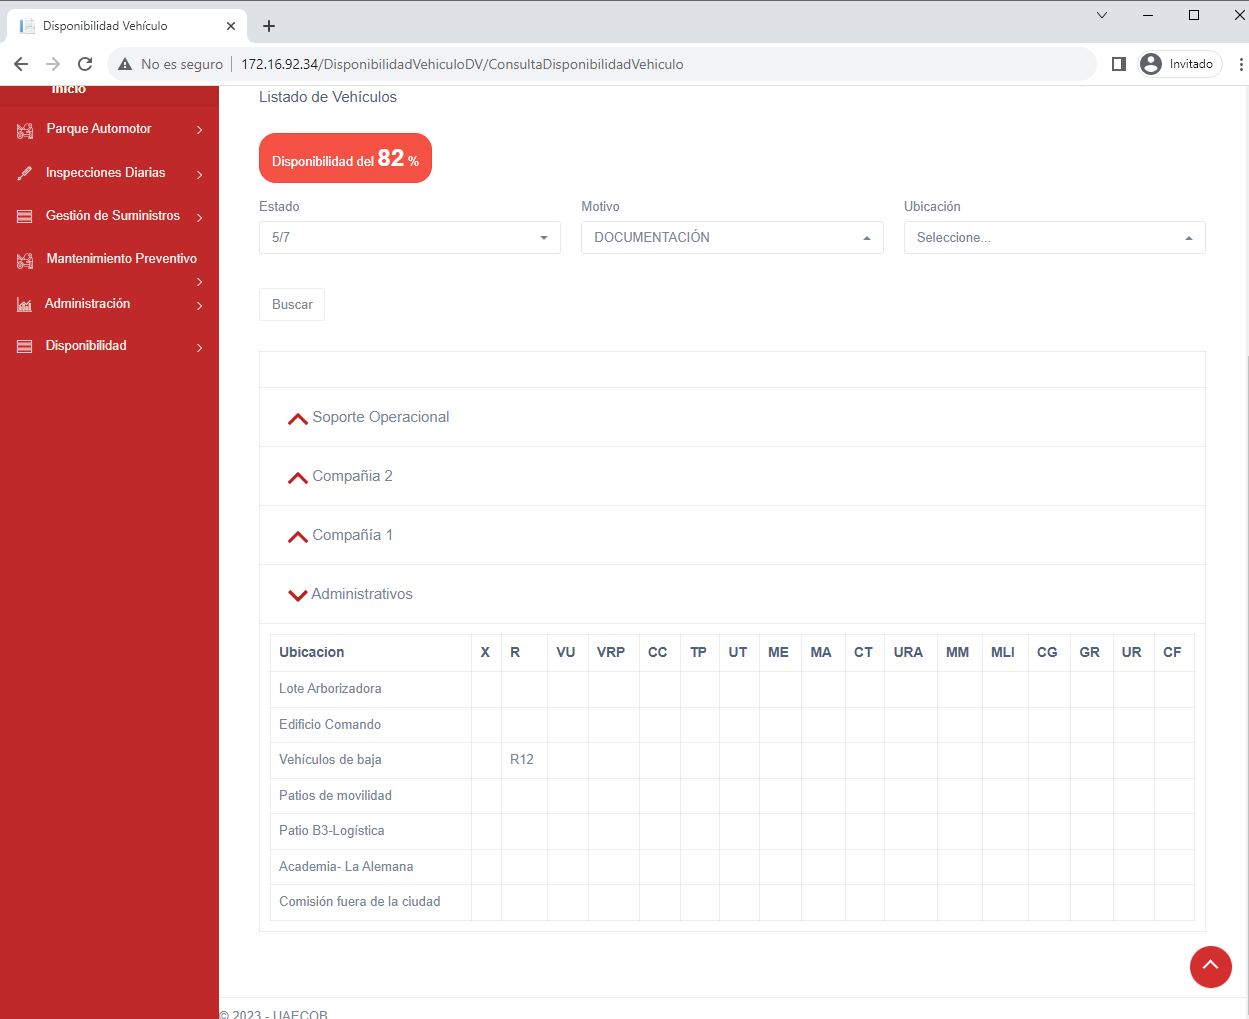 Disponibilidad Vehículo
No es seguro
172.16.92.34/DisponibilidadVehiculoDV/ConsultaDisponibilidadVehiculo
Invitado
Inicio
Parque Automotor
Inspecciones Diarias
Gestión de Suministros
Mantenimiento Preventivo
Administración
Disponibilidad
Listado de Vehículos
Disponibilidad del 82 %
Estado Motivo Ubicación
5/7 DOCUMENTACIÓN Seleccione...
Buscar
Soporte Operacional
Compañia 2
Compañía 1
Administrativos
Ubicacion X R VU VRP CC TP UT ME MA CT URA MM MLI CG GR UR CF
Lote Arborizadora
Edificio Comando
Vehículos de baja R12
Patios de movilidad
Patio B3-Logística
Academia- La Alemana
Comisión fuera de la ciudad
© 2023 - UAECOB